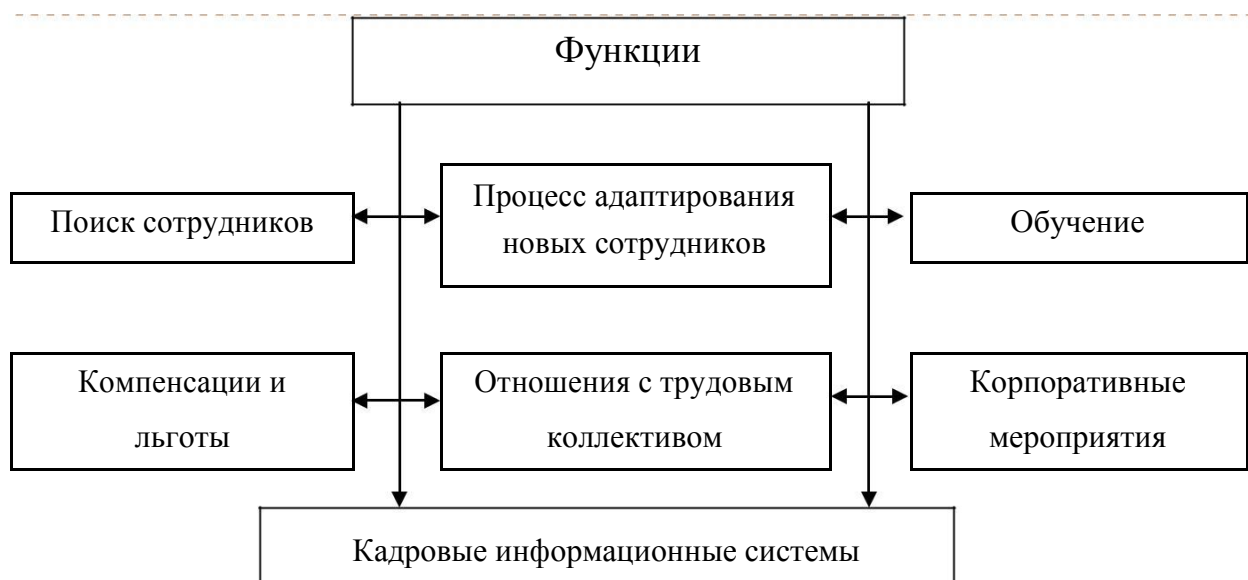 Функции
Поиск сотрудников
Процесс адаптирования
новых сотрудников
Обучение
Компенсации и
льготы
Отношения с трудовым
коллективом
Корпоративные
мероприятия
Кадровые информационные системы